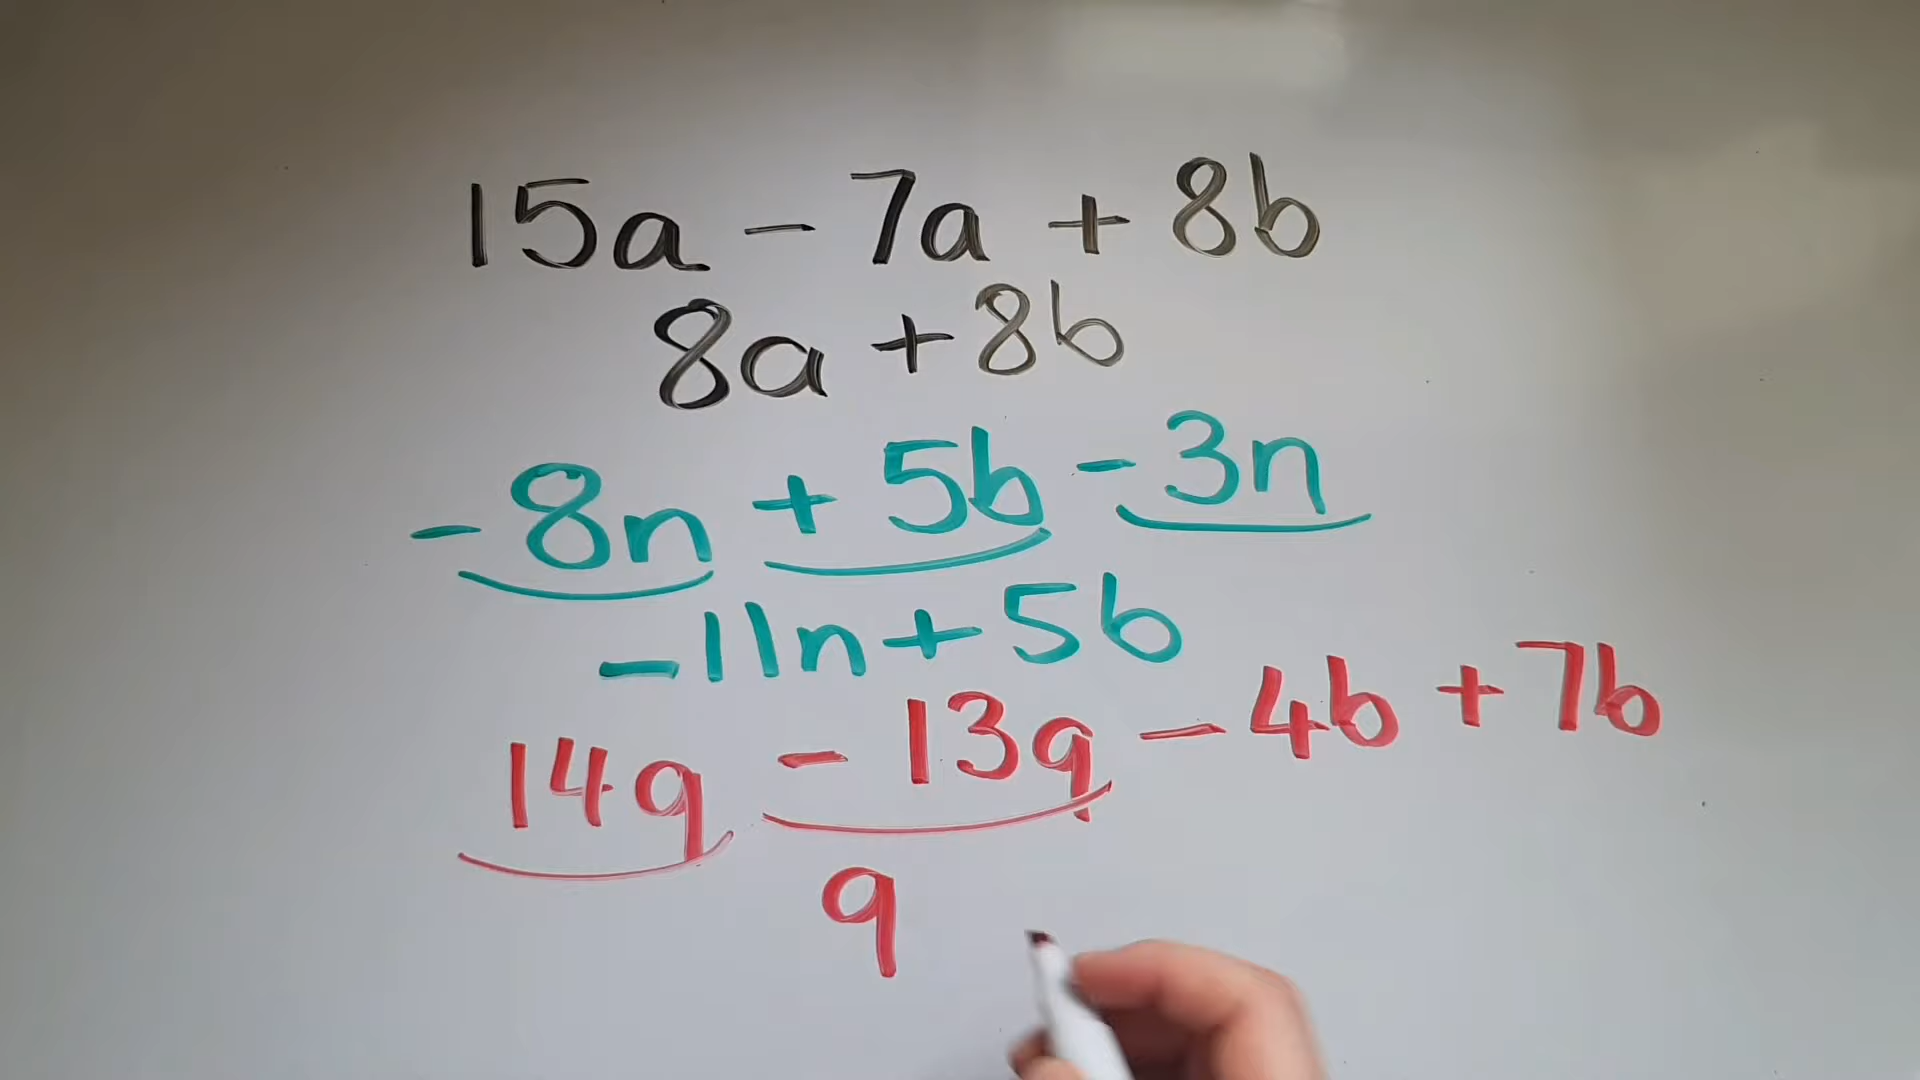 15a - 7a + 8b
8a + 8b
-8n + 5b - 3n
-11n + 5b
14q - 13q - 4b + 7b
q